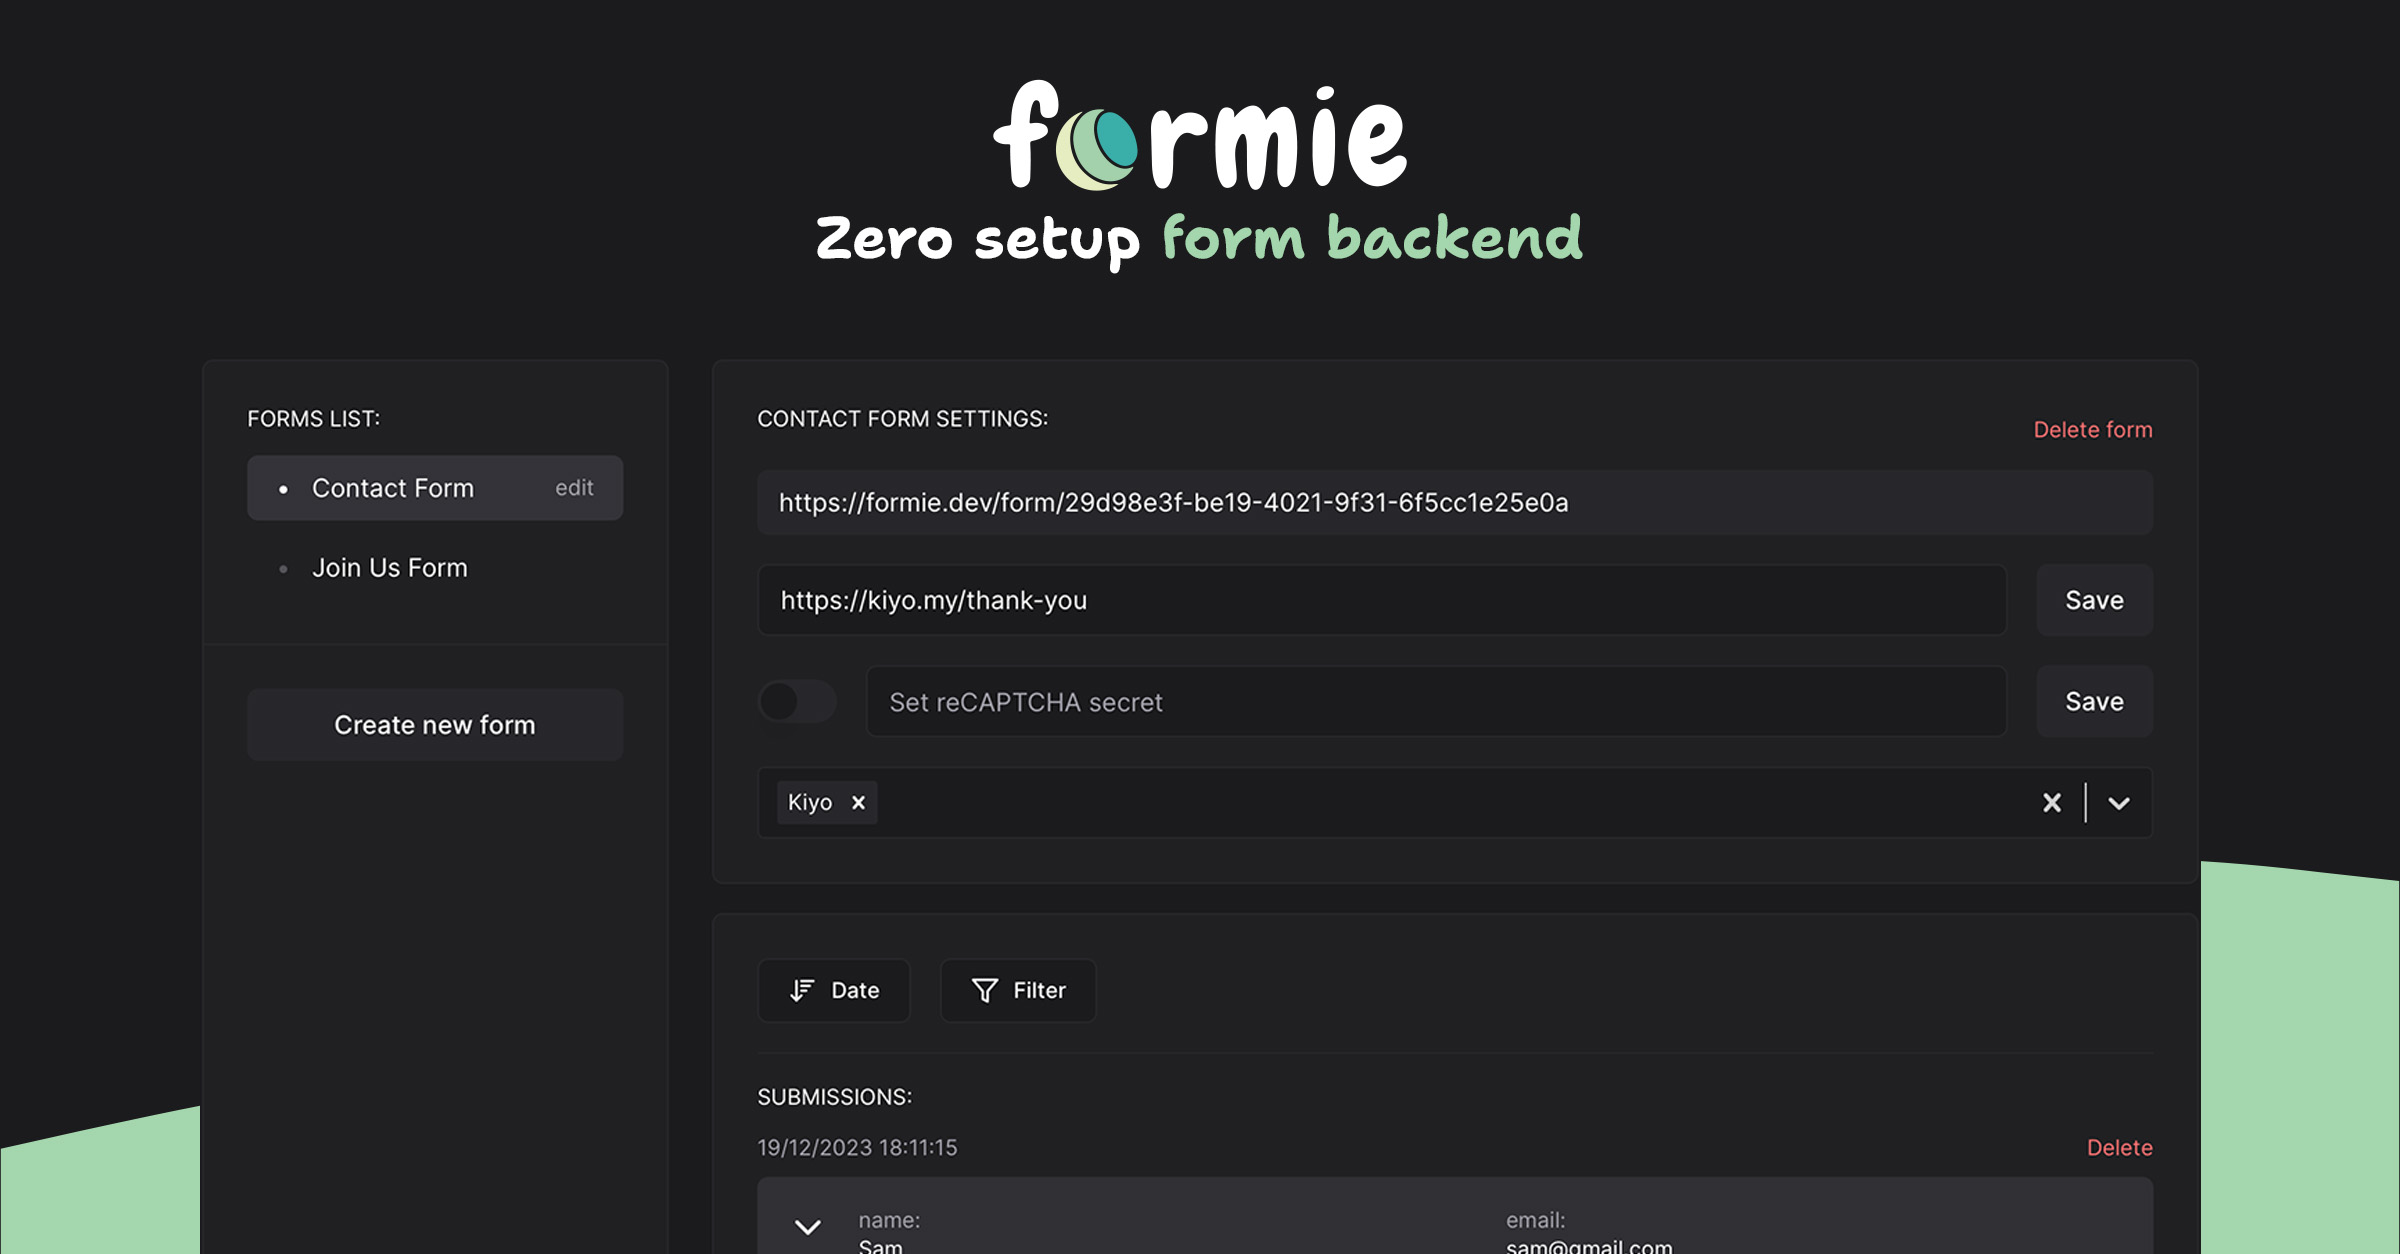 formie
Zero setup form backend
FORMS LIST:
Contact Form edit
Join Us Form
Create new form
CONTACT FORM SETTINGS:
Delete form
https://formie.dev/form/29d98e3f-be19-4021-9f31-6f5cc1e25e0a
https://kiyo.my/thank-you
Save
Set reCAPTCHA secret
Save
Kiyo
Date
Filter
SUBMISSIONS:
19/12/2023 18:11:15
Delete
name:
Sam
email:
sam@gmail.com